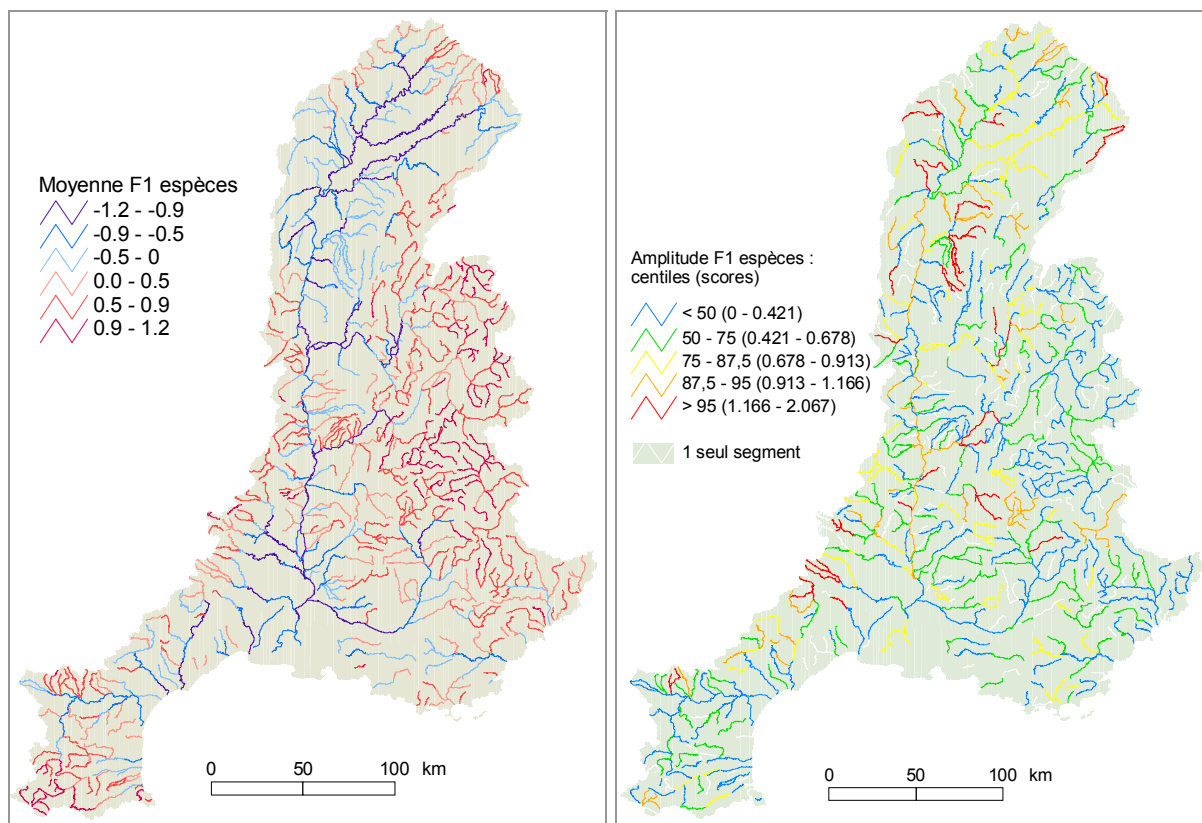 Moyenne F1 espèces
-1.2 - -0.9
-0.9 - -0.5
-0.5 - 0
0.0 - 0.5
0.5 - 0.9
0.9 - 1.2
0 50 100 km
Amplitude F1 espèces :
centiles (scores)
< 50 (0 - 0.421)
50 - 75 (0.421 - 0.678)
75 - 87,5 (0.678 - 0.913)
87,5 - 95 (0.913 - 1.166)
> 95 (1.166 - 2.067)
1 seul segment
0 50 100 km